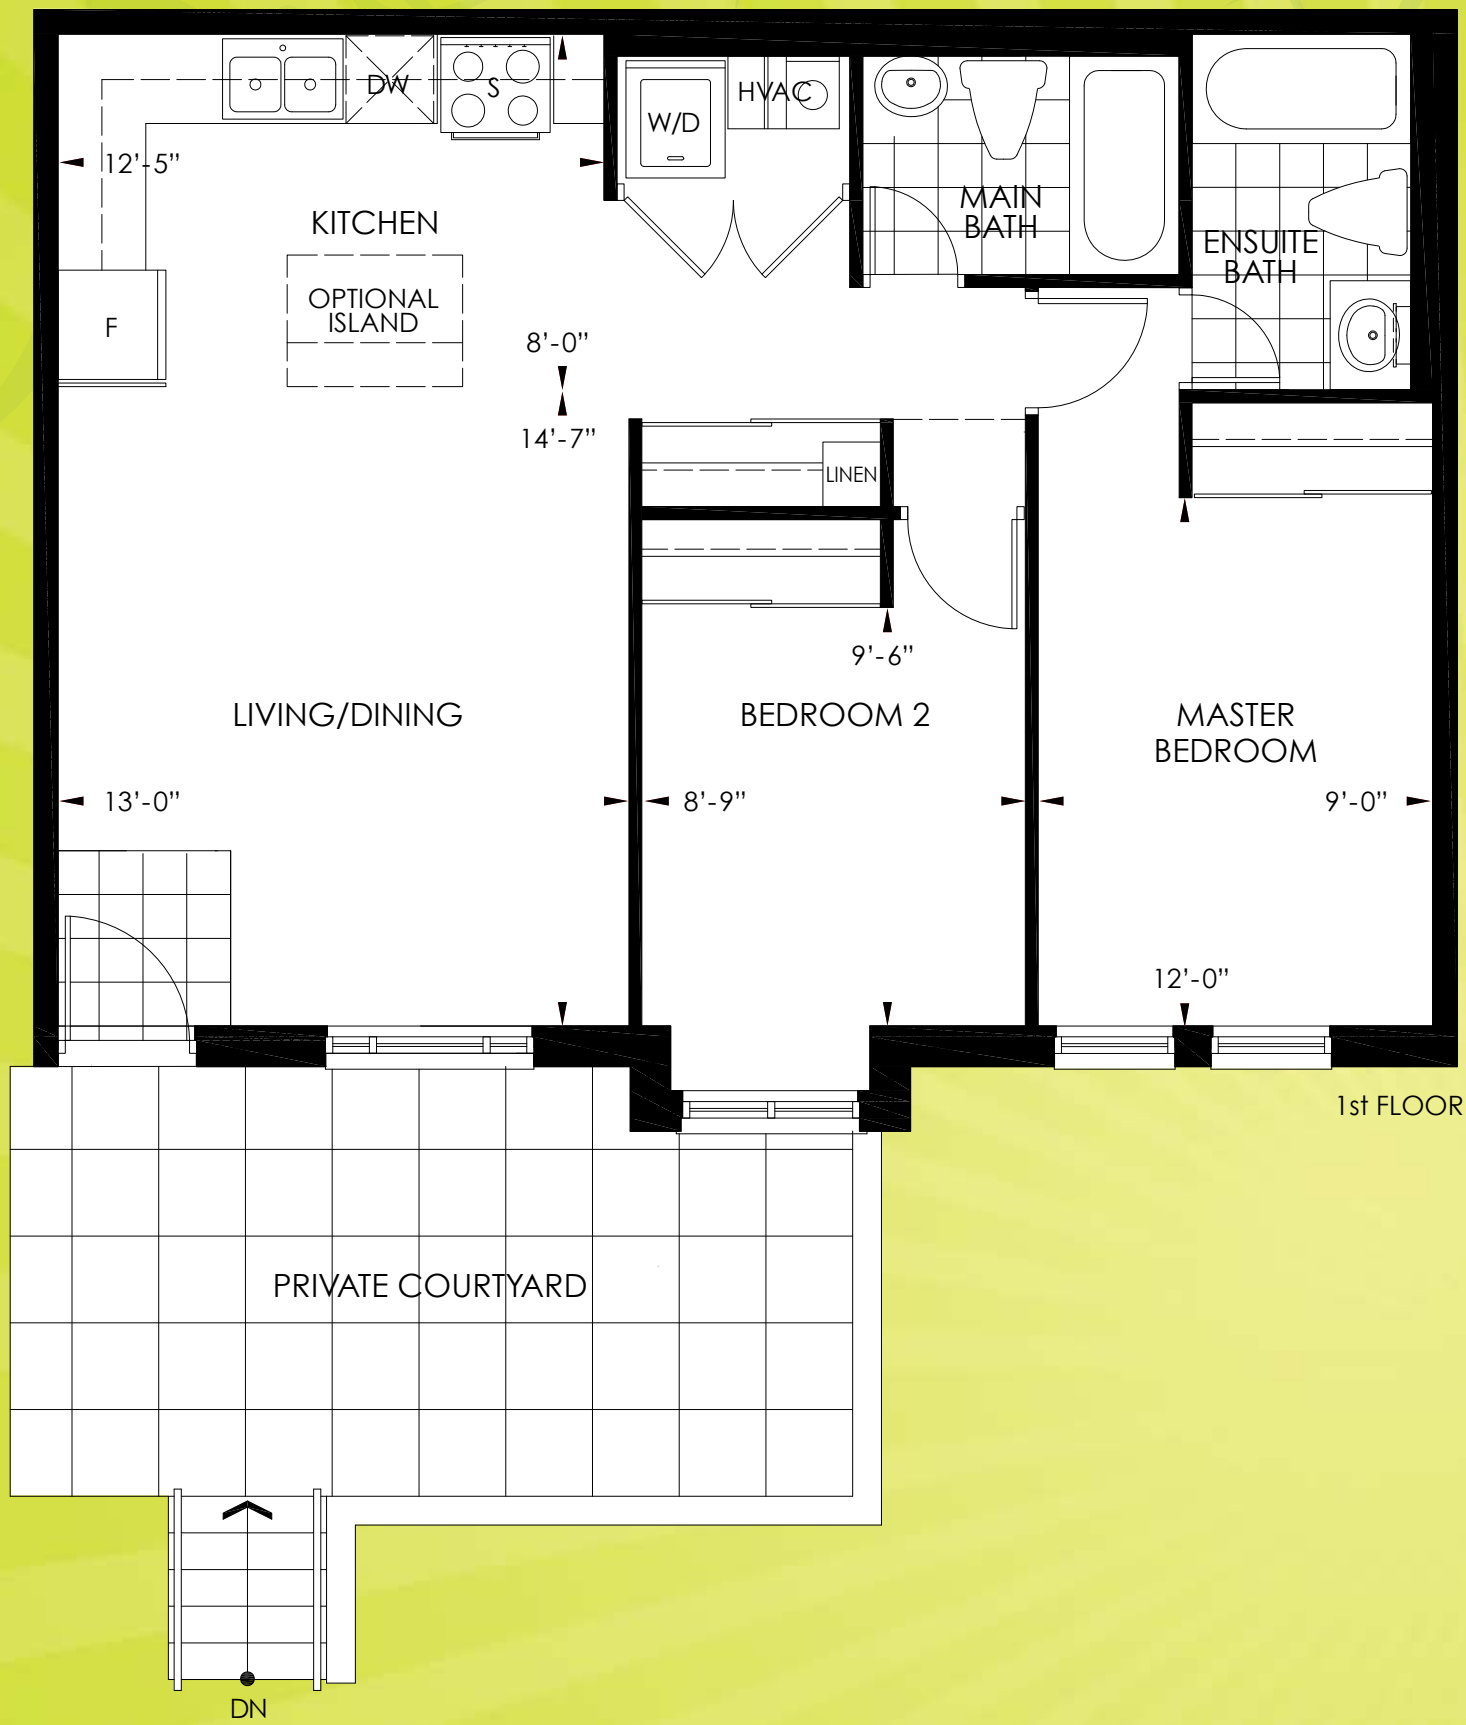 DW
S
HVAC
W/D
12'-5"
MAIN
BATH
KITCHEN
ENSUITE
BATH
OPTIONAL
ISLAND
F
8'-0"
14'-7"
LINEN
9'-6"
LIVING/DINING
BEDROOM 2
MASTER
BEDROOM
13'-0"
8'-9"
9'-0"
12'-0"
1st FLOOR
PRIVATE COURTYARD
DN